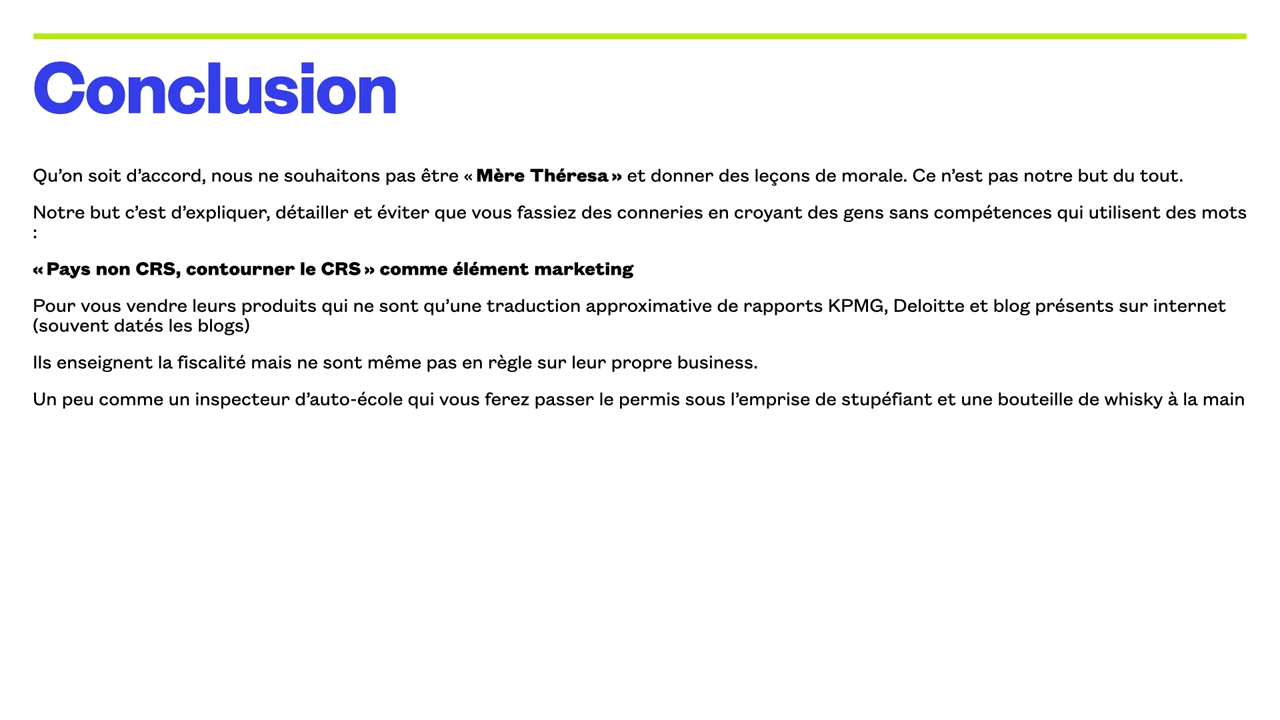 Conclusion
Qu’on soit d’accord, nous ne souhaitons pas être « Mère Théresa » et donner des leçons de morale. Ce n’est pas notre but du tout.
Notre but c’est d’expliquer, détailler et éviter que vous fassiez des conneries en croyant des gens sans compétences qui utilisent des mots
:
« Pays non CRS, contourner le CRS » comme élément marketing
Pour vous vendre leurs produits qui ne sont qu’une traduction approximative de rapports KPMG, Deloitte et blog présents sur internet
(souvent datés les blogs)
Ils enseignent la fiscalité mais ne sont même pas en règle sur leur propre business.
Un peu comme un inspecteur d’auto-école qui vous ferez passer le permis sous l’emprise de stupéfiant et une bouteille de whisky à la main